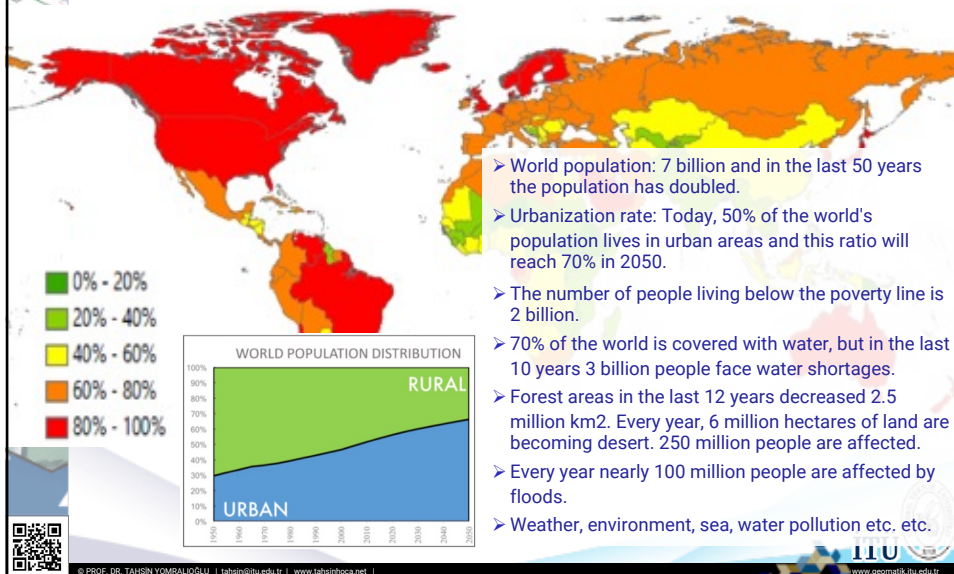 ➢ World population: 7 billion and in the last 50 years
the population has doubled.
➢ Urbanization rate: Today, 50% of the world's
population lives in urban areas and this ratio will
reach 70% in 2050.
➢ The number of people living below the poverty line is
2 billion.
➢ 70% of the world is covered with water, but in the last
10 years 3 billion people face water shortages.
➢ Forest areas in the last 12 years decreased 2.5
million km2. Every year, 6 million hectares of land are
becoming desert. 250 million people are affected.
➢ Every year nearly 100 million people are affected by
floods.
➢ Weather, environment, sea, water pollution etc. etc.
0% - 20%
20% - 40%
40% - 60%
60% - 80%
80% - 100%
WORLD POPULATION DISTRIBUTION
100%
90%
80%
70%
60%
50%
40%
30%
20%
10%
0%
RURAL
URBAN
1950 1960 1970 1980 1990 2000 2010 2020 2030 2040 2050
ITU
© PROF. DR. TAHSİN YOMRALIOĞLU | tahsin@itu.edu.tr | www.tahsinhoca.net |
www.geomatik.itu.edu.tr